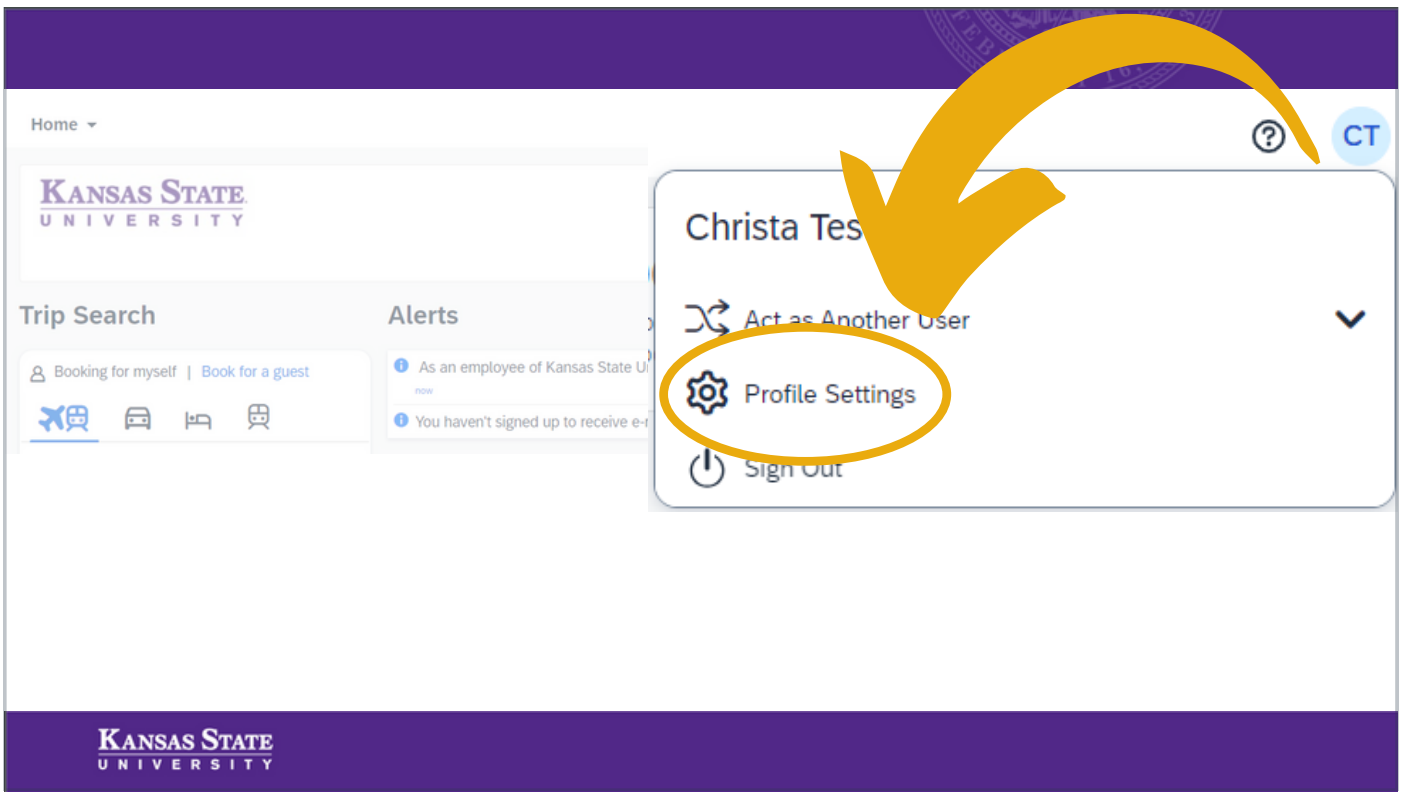 Home
CT
KANSAS STATE
UNIVERSITY
Christa Tes
Trip Search
Alerts
Act as Another User
Booking for myself | Book for a guest
As an employee of Kansas State U
now
Profile Settings
You haven't signed up to receive e-
Sign Out
KANSAS STATE
UNIVERSITY